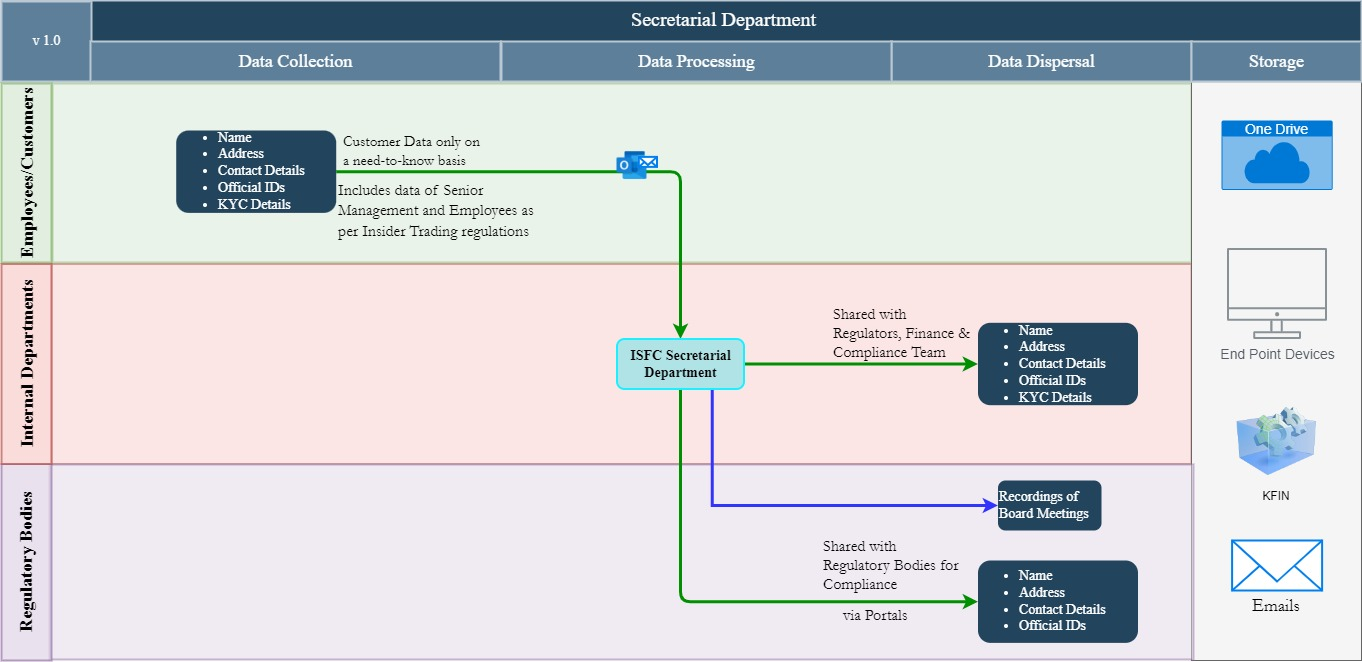 Secretarial Department
v 1.0
Data Collection
Data Processing
Data Dispersal
Storage
Employees/Customers
Name
Address
Contact Details
Official IDs
KYC Details
Customer Data only on
a need-to-know basis
Includes data of Senior
Management and Employees as
per Insider Trading regulations
One Drive
End Point Devices
KFIN
Emails
Internal Departments
ISFC Secretarial
Department
Shared with
Regulators, Finance &
Compliance Team
Name
Address
Contact Details
Official IDs
KYC Details
Regulatory Bodies
Recordings of
Board Meetings
Shared with
Regulatory Bodies for
Compliance
via Portals
Name
Address
Contact Details
Official IDs